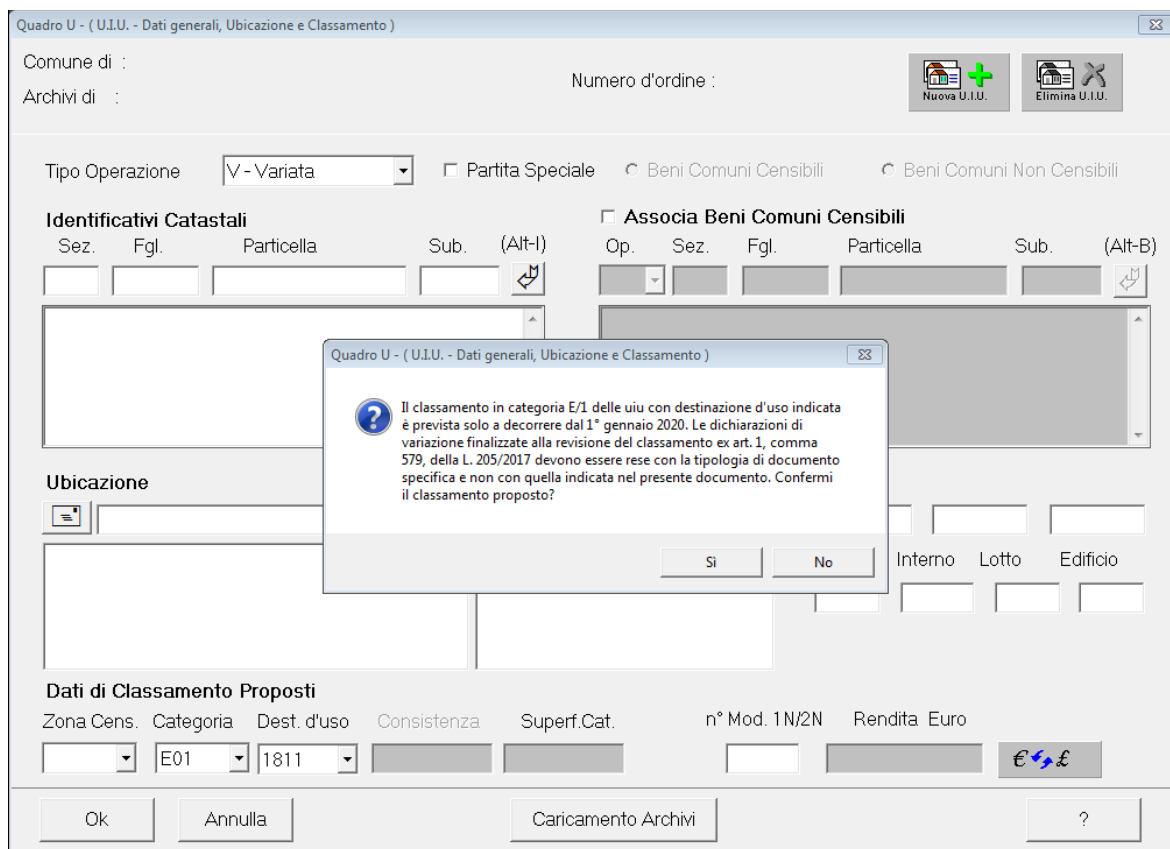 Quadro U - ( U.I.U. - Dati generali, Ubicazione e Classamento )
Comune di :
Archivi di :
Numero d'ordine :
Nuova U.I.U.
Elimina U.I.U.
Tipo Operazione V - Variata Partita Speciale Beni Comuni Censibili Beni Comuni Non Censibili
Identificativi Catastali
Associa Beni Comuni Censibili
Sez. Fgl. Particella Sub. (Alt-I)
Op. Sez. Fgl. Particella Sub. (Alt-B)
Quadro U - ( U.I.U. - Dati generali, Ubicazione e Classamento )
Il classamento in categoria E/1 delle uiu con destinazione d'uso indicata
è prevista solo a decorrere dal 1° gennaio 2020. Le dichiarazioni di
variazione finalizzate alla revisione del classamento ex art. 1, comma
579, della L. 205/2017 devono essere rese con la tipologia di documento
specifica e non con quella indicata nel presente documento. Confermi
il classamento proposto?
Sì No
Ubicazione
Interno Lotto Edificio
Dati di Classamento Proposti
Zona Cens. Categoria Dest. d'uso Consistenza Superf.Cat. n° Mod. 1N/2N Rendita Euro
E01 1811 € £
Ok Annulla Caricamento Archivi ?